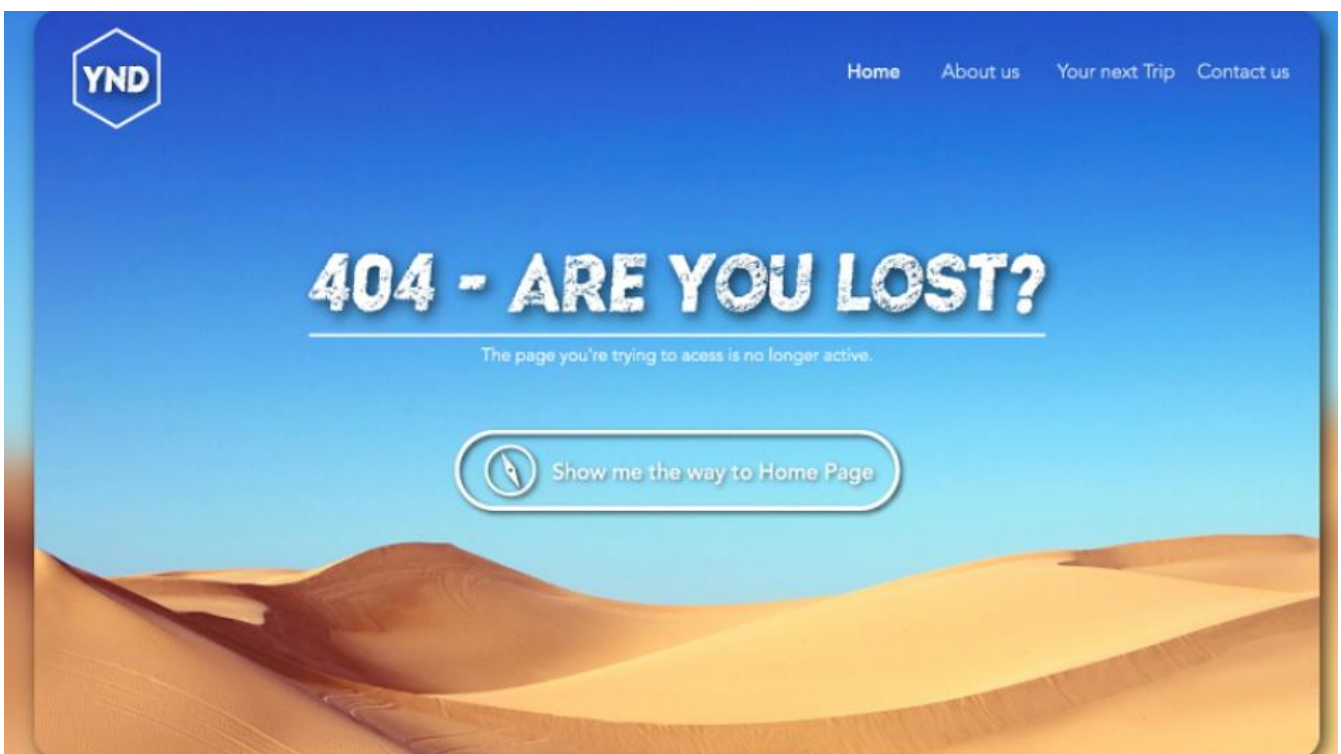 YND
Home About us Your next Trip Contact us
404 - ARE YOU LOST?
The page you're trying to acess is no longer active.
Show me the way to Home Page